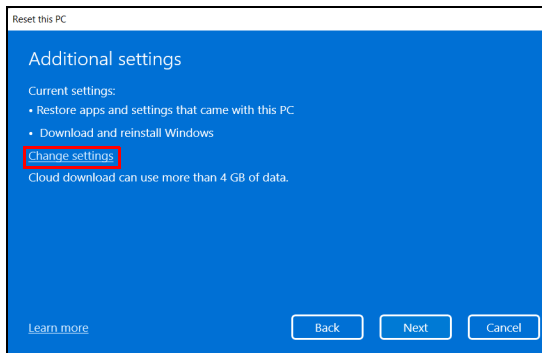 Reset this PC
Additional settings
Current settings:
• Restore apps and settings that came with this PC
• Download and reinstall Windows
Change settings
Cloud download can use more than 4 GB of data.
Learn more
Back
Next
Cancel